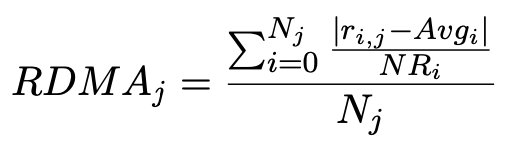 RDMA_j = \frac{\sum_{i=0}^{N_j} \frac{|r_{i,j} - Avg_i|}{NR_i}}{N_j}